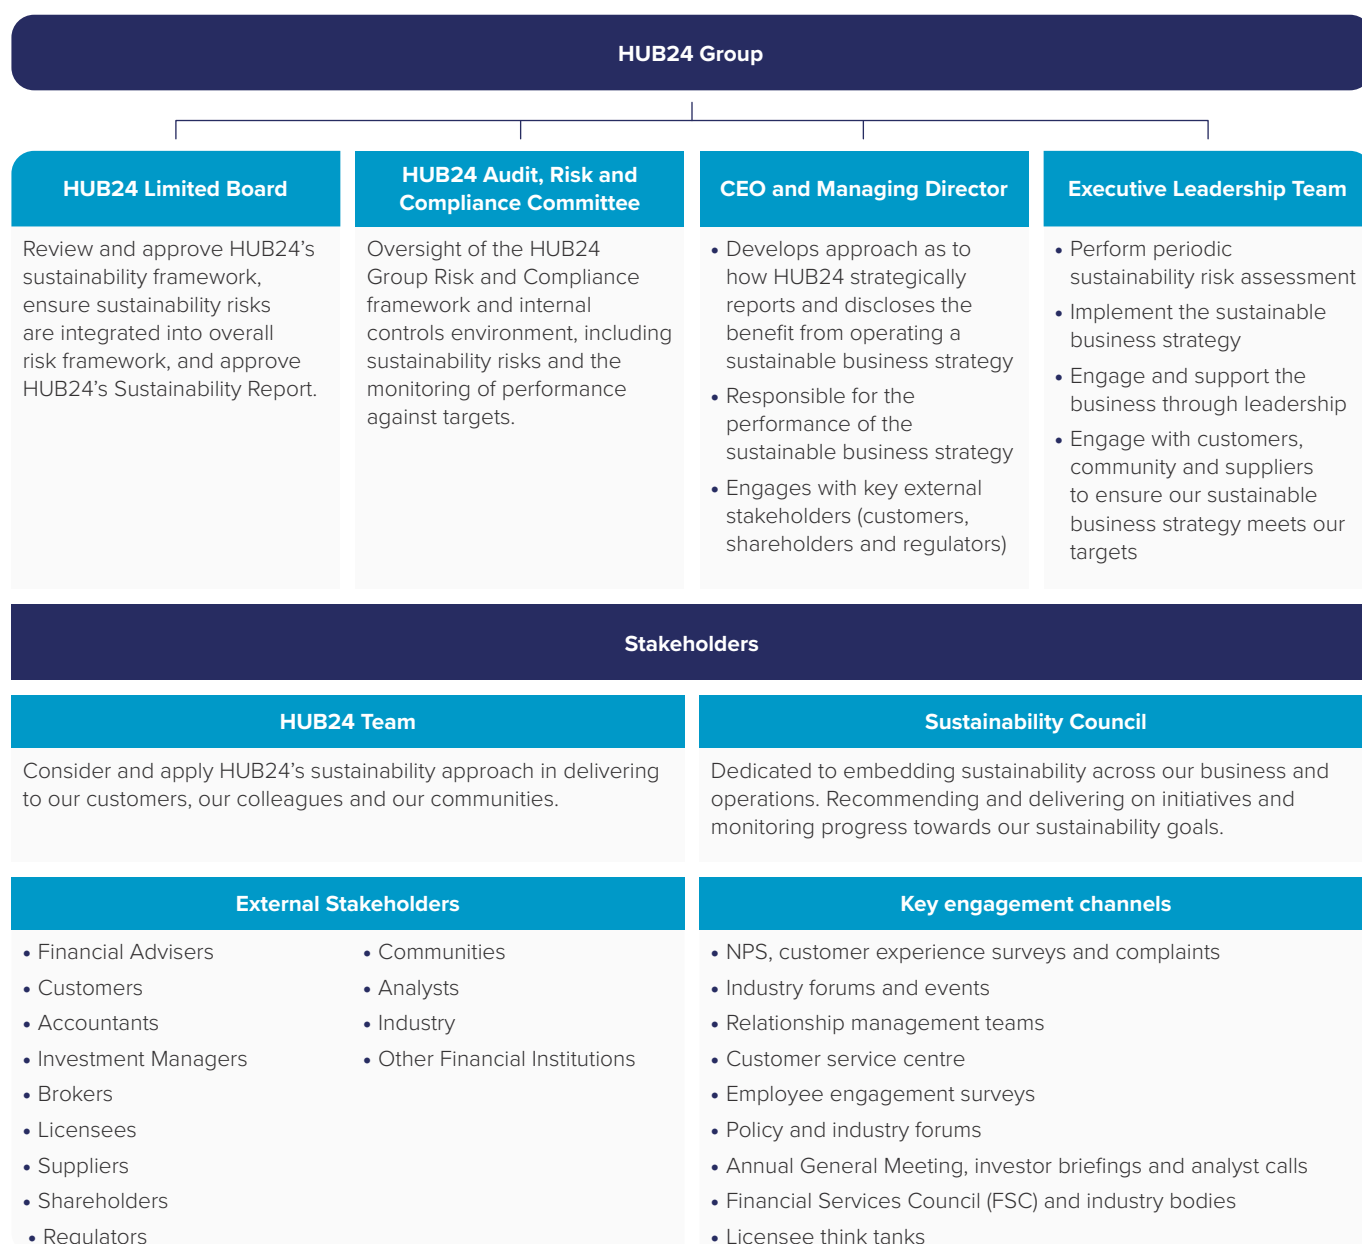 HUB24 Group
HUB24 Limited Board
Review and approve HUB24’s
sustainability framework,
ensure sustainability risks
are integrated into overall
risk framework, and approve
HUB24’s Sustainability Report.
HUB24 Audit, Risk and
Compliance Committee
Oversight of the HUB24
Group Risk and Compliance
framework and internal
controls environment, including
sustainability risks and the
monitoring of performance
against targets.
CEO and Managing Director
• Develops approach as to
how HUB24 strategically
reports and discloses the
benefit from operating a
sustainable business strategy
• Responsible for the
performance of the
sustainable business strategy
• Engages with key external
stakeholders (customers,
shareholders and regulators)
Executive Leadership Team
• Perform periodic
sustainability risk assessment
• Implement the sustainable
business strategy
• Engage and support the
business through leadership
• Engage with customers,
community and suppliers
to ensure our sustainable
business strategy meets our
targets
Stakeholders
HUB24 Team
Consider and apply HUB24’s sustainability approach in delivering
to our customers, our colleagues and our communities.
Sustainability Council
Dedicated to embedding sustainability across our business and
operations. Recommending and delivering on initiatives and
monitoring progress towards our sustainability goals.
External Stakeholders
• Financial Advisers
• Customers
• Accountants
• Investment Managers
• Brokers
• Licensees
• Suppliers
• Shareholders
• Regulators
• Communities
• Analysts
• Industry
• Other Financial Institutions
Key engagement channels
• NPS, customer experience surveys and complaints
• Industry forums and events
• Relationship management teams
• Customer service centre
• Employee engagement surveys
• Policy and industry forums
• Annual General Meeting, investor briefings and analyst calls
• Financial Services Council (FSC) and industry bodies
• Licensee think tanks